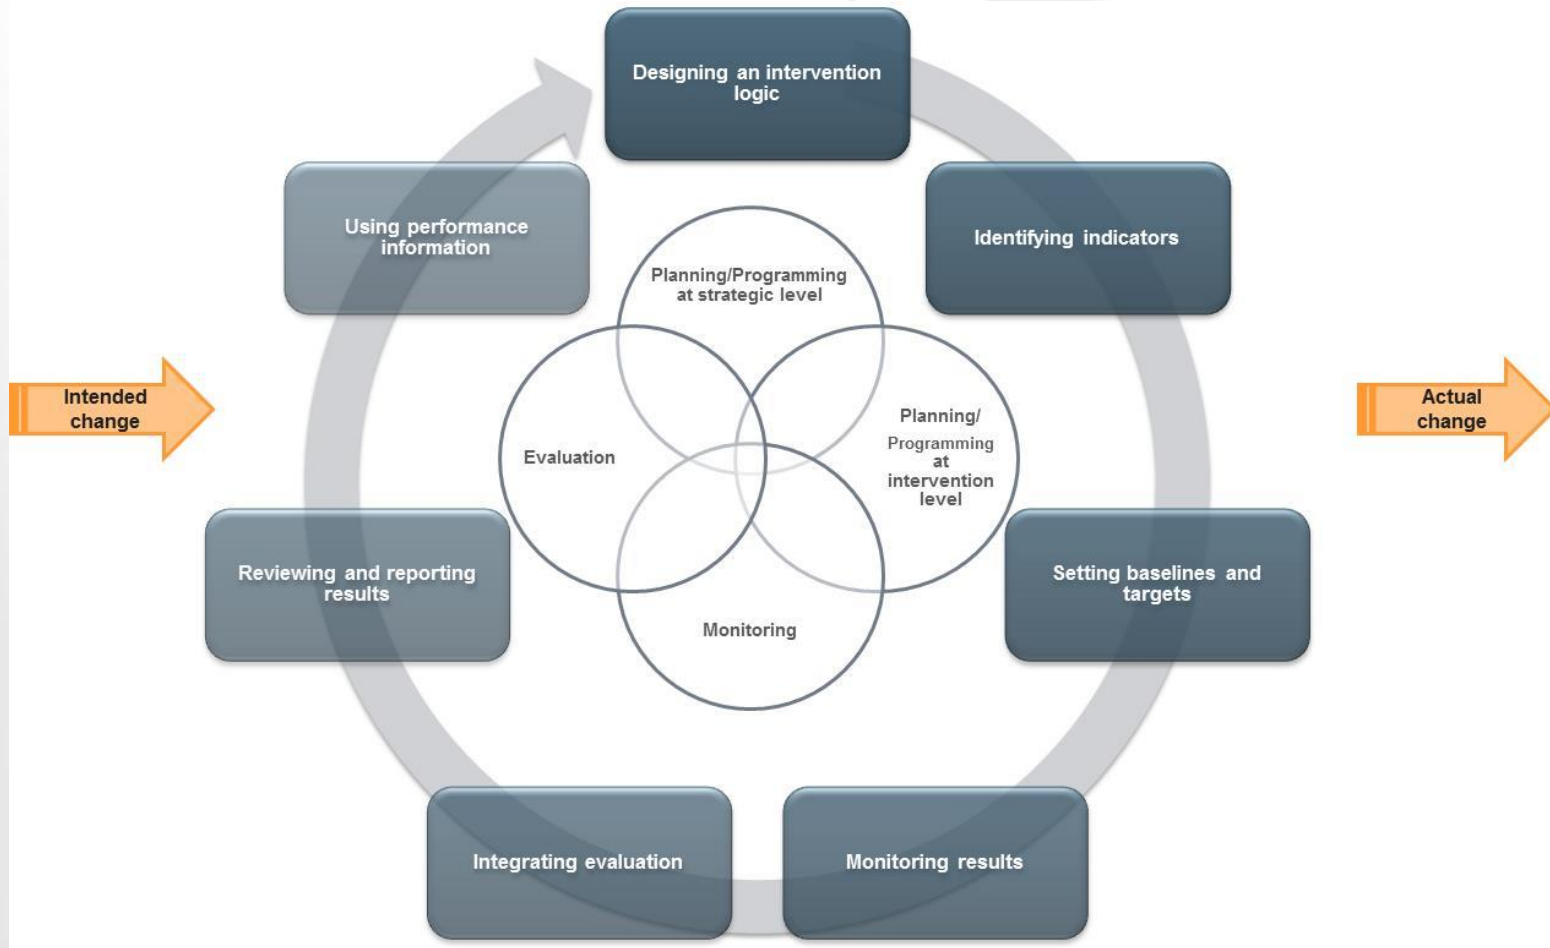 Designing an intervention
logic
Identifying indicators
Setting baselines and
targets
Monitoring results
Integrating evaluation
Reviewing and reporting
results
Using performance
information
Planning/Programming
at strategic level
Planning/
Programming
at
intervention
level
Monitoring
Evaluation
Intended
change
Actual
change